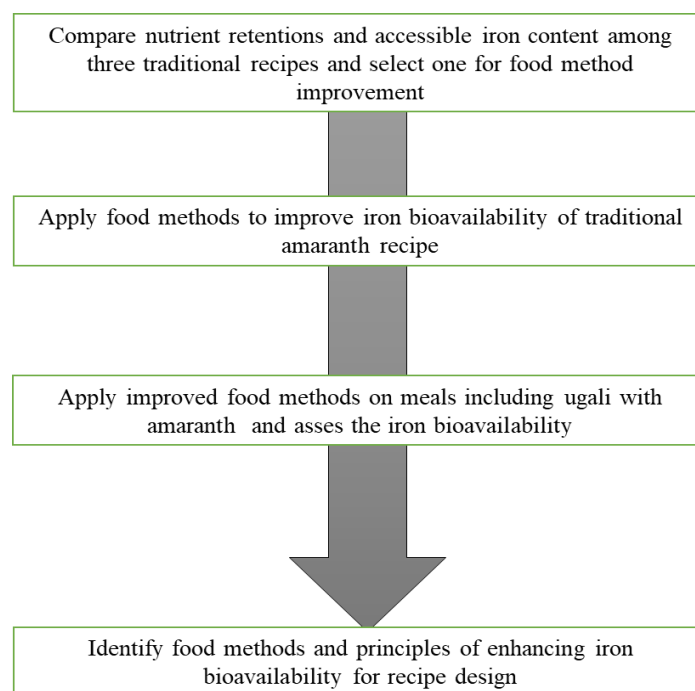 Compare nutrient retentions and accessible iron content among
three traditional recipes and select one for food method
improvement
Apply food methods to improve iron bioavailability of traditional
amaranth recipe
Apply improved food methods on meals including ugali with
amaranth and asses the iron bioavailability
Identify food methods and principles of enhancing iron
bioavailability for recipe design